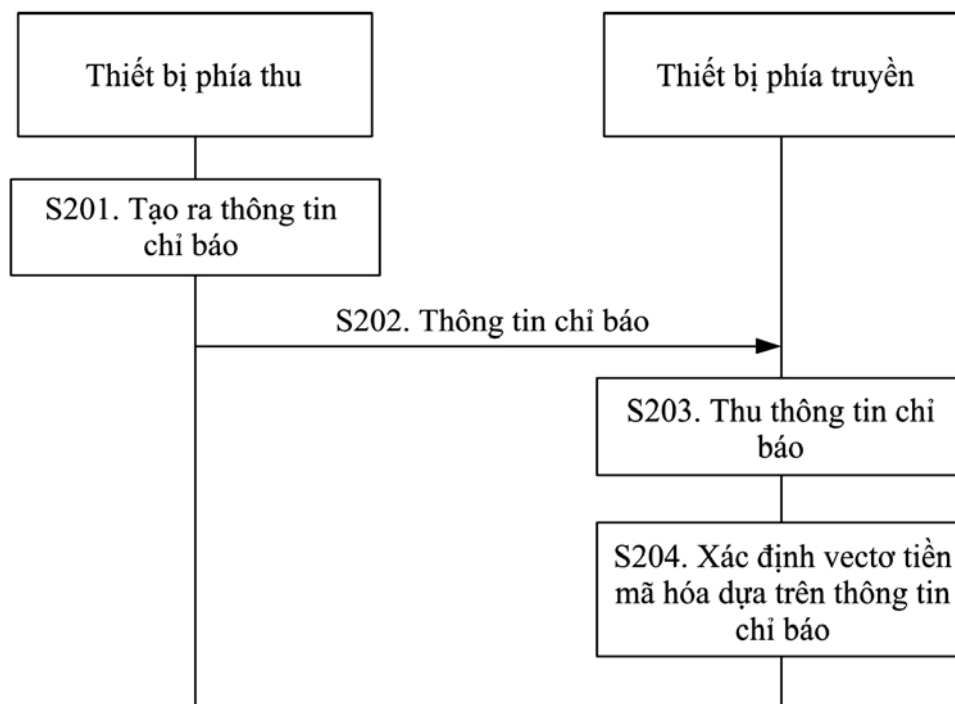 Thiết bị phía thu
Thiết bị phía truyền
S201. Tạo ra thông tin
chỉ báo
S202. Thông tin chỉ báo
S203. Thu thông tin chỉ
báo
S204. Xác định vectơ tiền
mã hóa dựa trên thông tin
chỉ báo